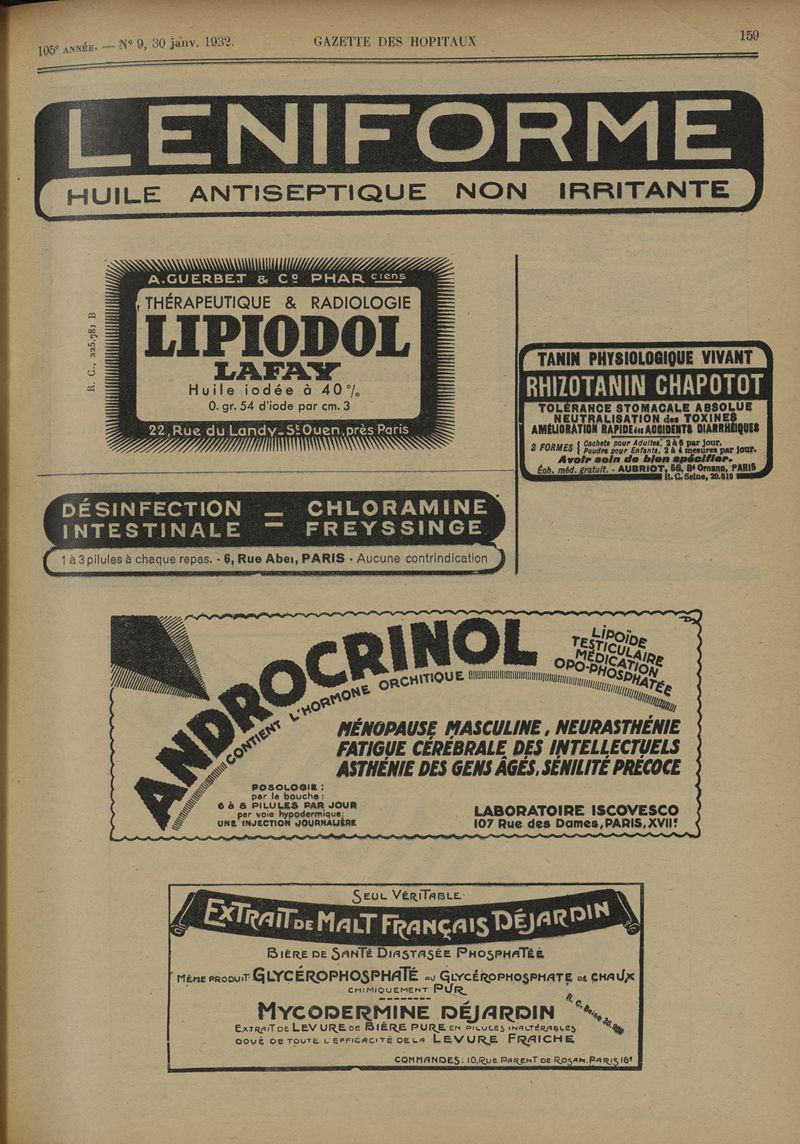 105e ANNÉE. — N° 9, 30 janv. 1932.
GAZETTE DES HOPITAUX
159
LENIFORME
HUILE ANTISEPTIQUE NON IRRITANTE
R. C., 225.781 B
A. GUERBET & Co PHARciens
THÉRAPEUTIQUE & RADIOLOGIE
LIPIODOL
LAFAY
Huile iodée à 40 %
0. gr. 54 d'iode par cm. 3
22, Rue du Landy_St Ouen, près Paris
TANIN PHYSIOLOGIQUE VIVANT
RHIZOTANIN CHAPOTOT
TOLÉRANCE STOMACALE ABSOLUE
NEUTRALISATION des TOXINES
AMÉLIORATION RAPIDE des ACCIDENTS DIARRHÉIQUES
2 FORMES { Cachets pour Adultes, 2 à 6 par jour.
Poudre pour Enfants, 2 à 4 mesures par jour.
Avoir soin de bien spécifier.
Éch. méd. gratuit. - AUBRIOT, 56, Bd Ornano, PARIS
R. C. Seine, 20.619
DÉSINFECTION — CHLORAMINE
INTESTINALE = FREYSSINGE
1 à 3 pilules à chaque repas. - 6, Rue Abel, PARIS - Aucune contrindication
ANDROCRINOL
CONTIENT L'HORMONE ORCHITIQUE
LIPOÏDE
TESTICULAIRE
MÉDICATION
OPO-PHOSPHATÉE
MÉNOPAUSE MASCULINE, NEURASTHÉNIE
FATIGUE CÉRÉBRALE DES INTELLECTUELS
ASTHÉNIE DES GENS ÂGÉS, SÉNILITÉ PRÉCOCE
POSOLOGIE :
par la bouche :
6 à 8 PILULES PAR JOUR
par voie hypodermique;
UNE INJECTION JOURNALIÈRE
LABORATOIRE ISCOVESCO
107 Rue des Dames, PARIS, XVIIe
SEUL VÉRITABLE
EXTRAIT DE MALT FRANÇAIS DÉJARDIN
BIÈRE DE SANTÉ DIASTASÉE PHOSPHATÉE
MÊME PRODUIT GLYCÉROPHOSPHATÉ AU GLYCÉROPHOSPHATE DE CHAUX
CHIMIQUEMENT PUR
MYCODERMINE DÉJARDIN
EXTRAIT DE LEVURE DE BIÈRE PURE EN PILULES INALTÉRABLES
DOUÉ DE TOUTE L'EFFICACITÉ DE LA LEVURE FRAICHE
COMMANDES : 10, RUE PARENT DE ROSAN, PARIS 16e